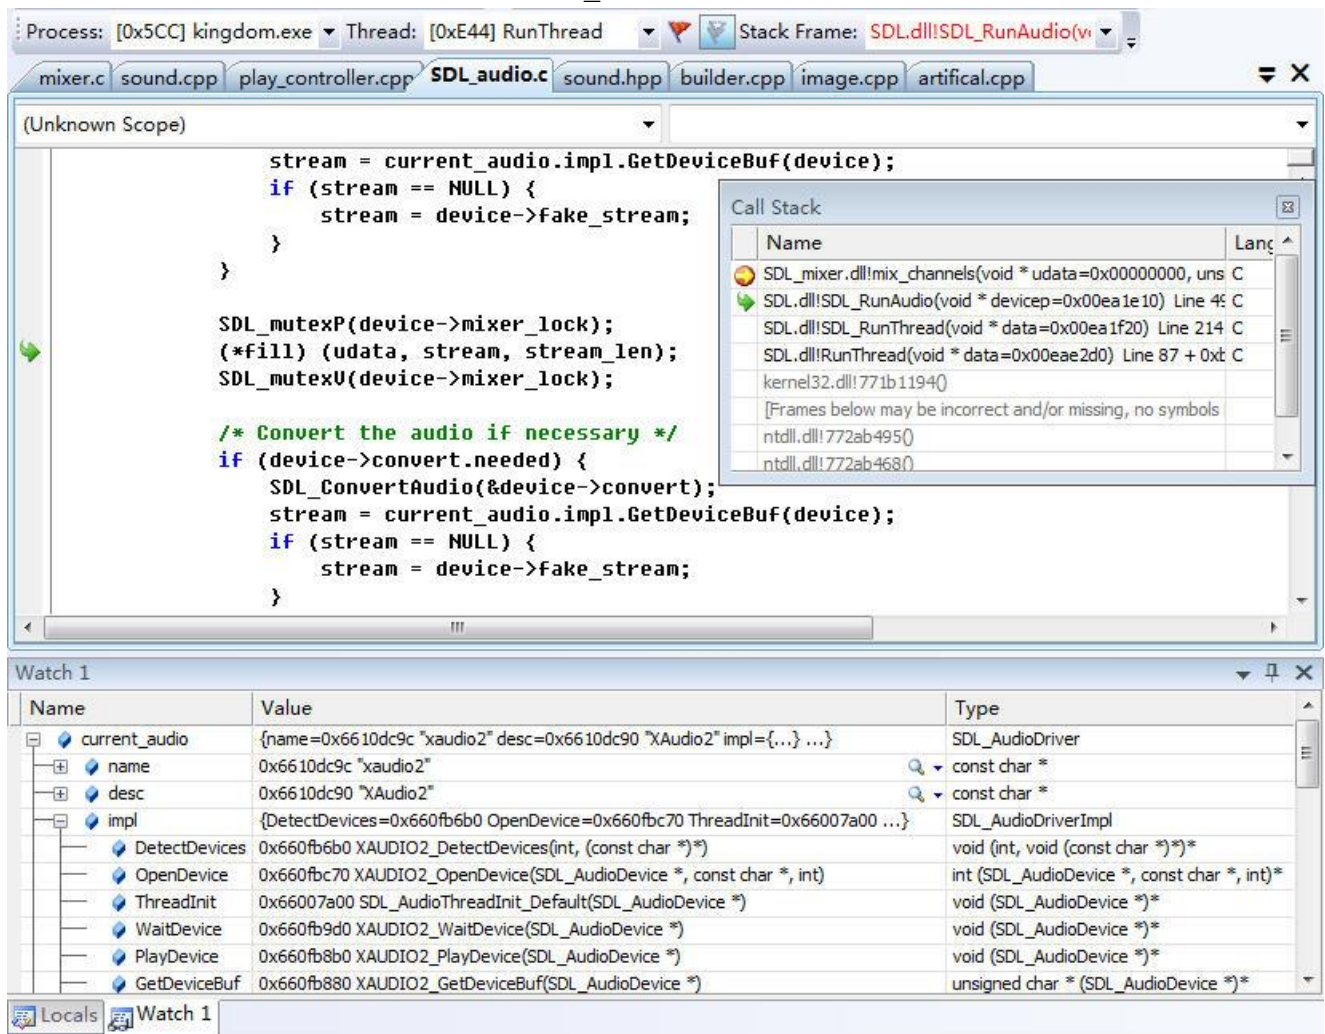 Process: [0x5CC] kingdom.exe Thread: [0xE44] RunThread Stack Frame: SDL.dll!SDL_RunAudio(v
mixer.c sound.cpp play_controller.cpp SDL_audio.c sound.hpp builder.cpp image.cpp artifical.cpp
(Unknown Scope)
stream = current_audio.impl.GetDeviceBuf(device);
if (stream == NULL) {
stream = device->fake_stream;
}
}
SDL_mutexP(device->mixer_lock);
(*fill) (udata, stream, stream_len);
SDL_mutexV(device->mixer_lock);
/* Convert the audio if necessary */
if (device->convert.needed) {
SDL_ConvertAudio(&device->convert);
stream = current_audio.impl.GetDeviceBuf(device);
if (stream == NULL) {
stream = device->fake_stream;
}
Call Stack
Name Lang
SDL_mixer.dll!mix_channels(void * udata=0x00000000, uns C
SDL.dll!SDL_RunAudio(void * devicep=0x00ea1e10) Line 49 C
SDL.dll!SDL_RunThread(void * data=0x00ea1f20) Line 214 C
SDL.dll!RunThread(void * data=0x00eae2d0) Line 87 + 0xb C
kernel32.dll!771b1194()
[Frames below may be incorrect and/or missing, no symbols
ntdll.dll!772ab495()
ntdll.dll!772ab468()
Watch 1
Name Value Type
current_audio {name=0x6610dc9c "xaudio2" desc=0x6610dc90 "XAudio2" impl={...} ...} SDL_AudioDriver
name 0x6610dc9c "xaudio2" const char *
desc 0x6610dc90 "XAudio2" const char *
impl {DetectDevices=0x660fb6b0 OpenDevice=0x660fbc70 ThreadInit=0x66007a00 ...} SDL_AudioDriverImpl
DetectDevices 0x660fb6b0 XAUDIO2_DetectDevices(int, (const char *)*) void (int, void (const char *)*)*
OpenDevice 0x660fbc70 XAUDIO2_OpenDevice(SDL_AudioDevice *, const char *, int) int (SDL_AudioDevice *, const char *, int)*
ThreadInit 0x66007a00 SDL_AudioThreadInit_Default(SDL_AudioDevice *) void (SDL_AudioDevice *)*
WaitDevice 0x660fb9d0 XAUDIO2_WaitDevice(SDL_AudioDevice *) void (SDL_AudioDevice *)*
PlayDevice 0x660fb8b0 XAUDIO2_PlayDevice(SDL_AudioDevice *) void (SDL_AudioDevice *)*
GetDeviceBuf 0x660fb880 XAUDIO2_GetDeviceBuf(SDL_AudioDevice *) unsigned char * (SDL_AudioDevice *)*
Locals Watch 1